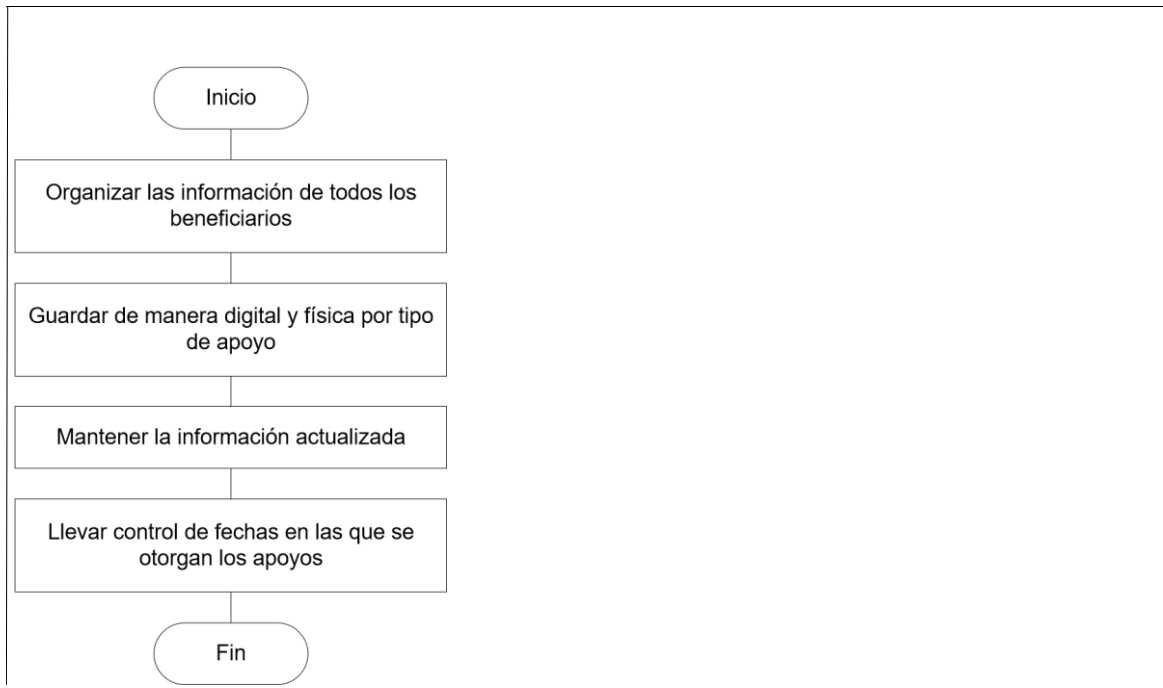 Inicio
Organizar las información de todos los
beneficiarios
Guardar de manera digital y física por tipo
de apoyo
Mantener la información actualizada
Llevar control de fechas en las que se
otorgan los apoyos
Fin